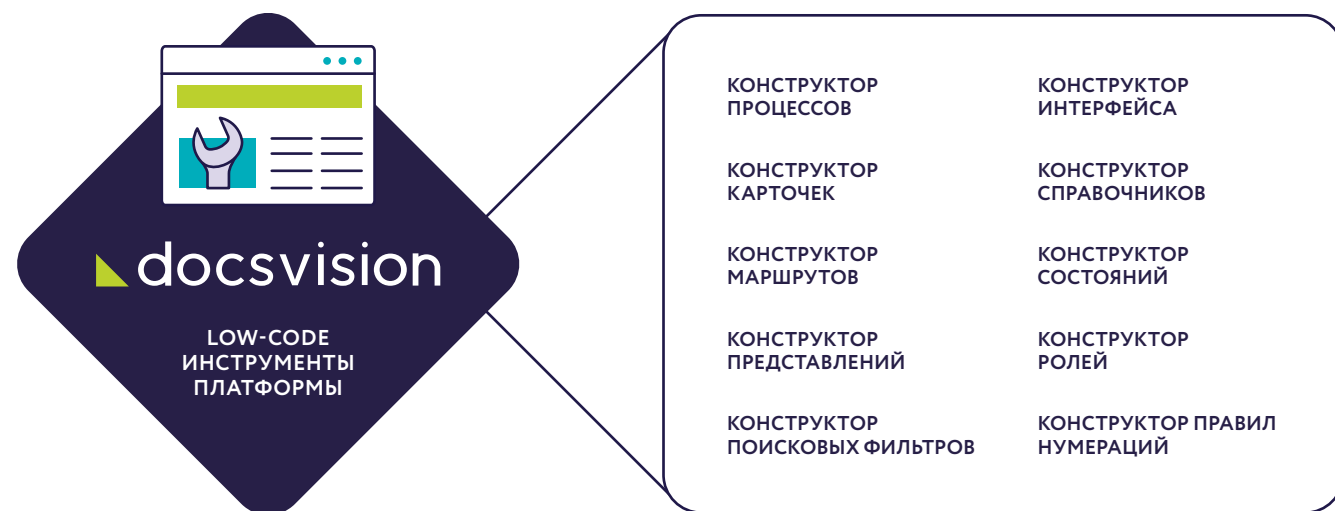 docsvision
LOW-CODE
ИНСТРУМЕНТЫ
ПЛАТФОРМЫ
КОНСТРУКТОР
ПРОЦЕССОВ
КОНСТРУКТОР
ИНТЕРФЕЙСА
КОНСТРУКТОР
КАРТОЧЕК
КОНСТРУКТОР
СПРАВОЧНИКОВ
КОНСТРУКТОР
МАРШРУТОВ
КОНСТРУКТОР
СОСТОЯНИЙ
КОНСТРУКТОР
ПРЕДСТАВЛЕНИЙ
КОНСТРУКТОР
РОЛЕЙ
КОНСТРУКТОР
ПОИСКОВЫХ ФИЛЬТРОВ
КОНСТРУКТОР ПРАВИЛ
НУМЕРАЦИЙ